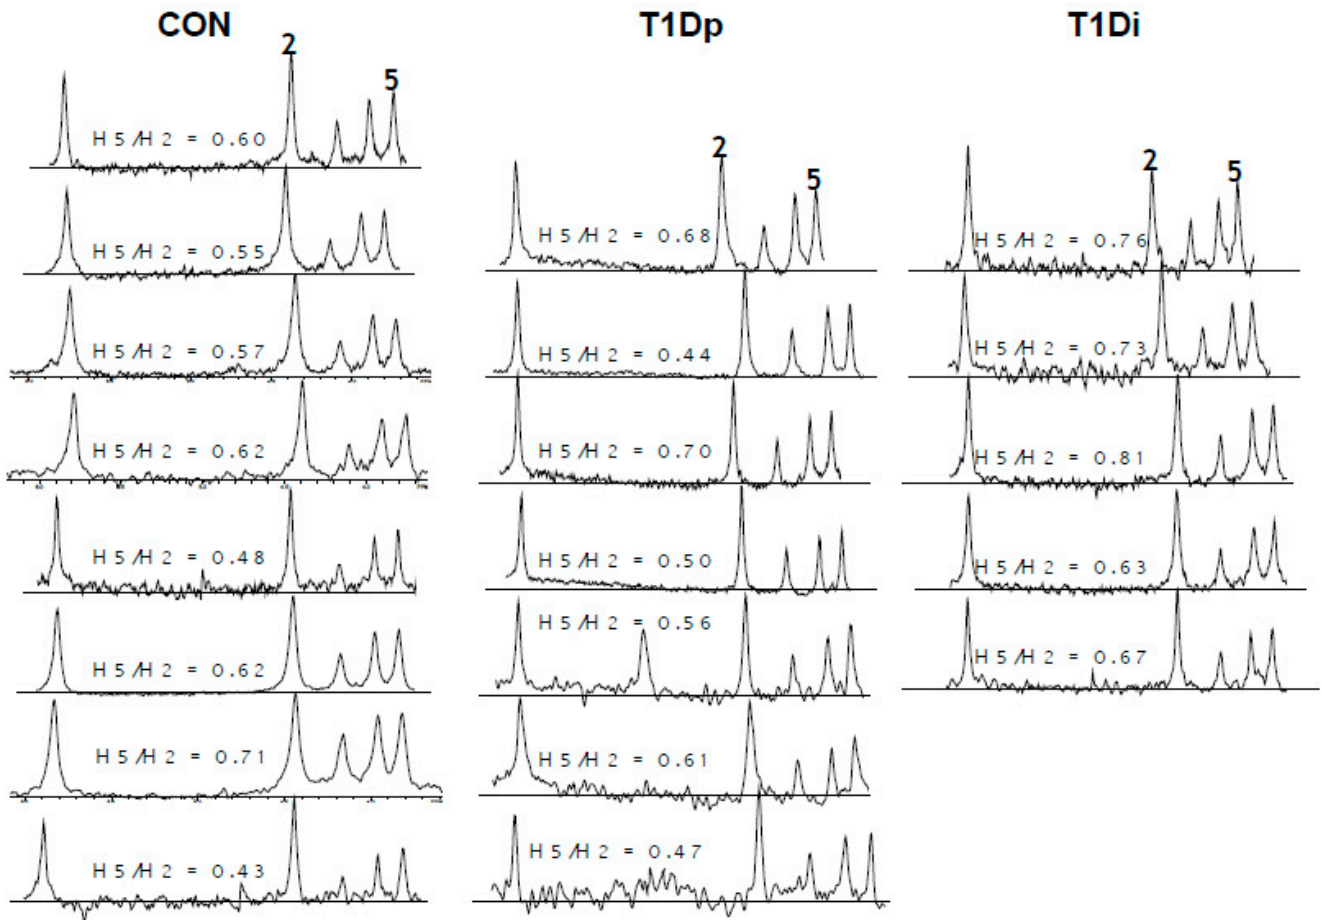 CON
2
5
H5/H2 = 0.60
H5/H2 = 0.55
H5/H2 = 0.57
H5/H2 = 0.62
H5/H2 = 0.48
H5/H2 = 0.62
H5/H2 = 0.71
H5/H2 = 0.43
T1Dp
2
5
H5/H2 = 0.68
H5/H2 = 0.44
H5/H2 = 0.70
H5/H2 = 0.50
H5/H2 = 0.56
H5/H2 = 0.61
H5/H2 = 0.47
T1Di
2
5
H5/H2 = 0.76
H5/H2 = 0.73
H5/H2 = 0.81
H5/H2 = 0.63
H5/H2 = 0.67